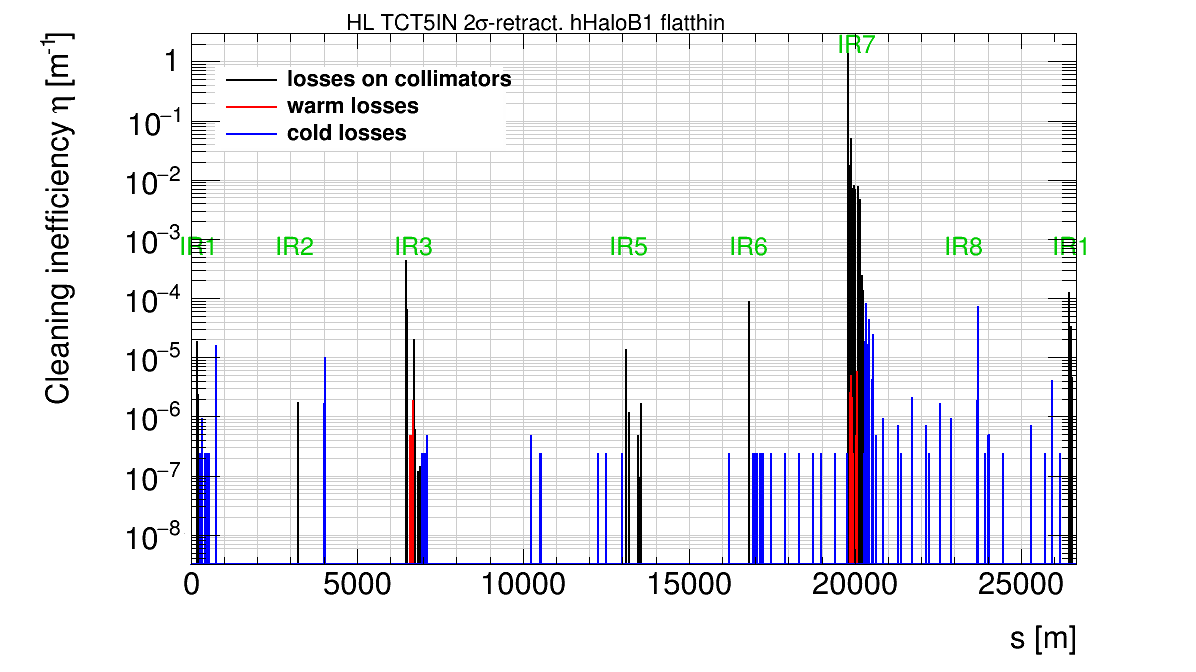 HL TCT5IN 2σ-retract. hHaloB1 flatthin
Cleaning inefficiency η [m⁻¹]
1
10⁻¹
10⁻²
10⁻³
10⁻⁴
10⁻⁵
10⁻⁶
10⁻⁷
10⁻⁸
losses on collimators
warm losses
cold losses
IR7
IR1 IR2 IR3 IR5 IR6 IR8 IR1
0 5000 10000 15000 20000 25000
s [m]